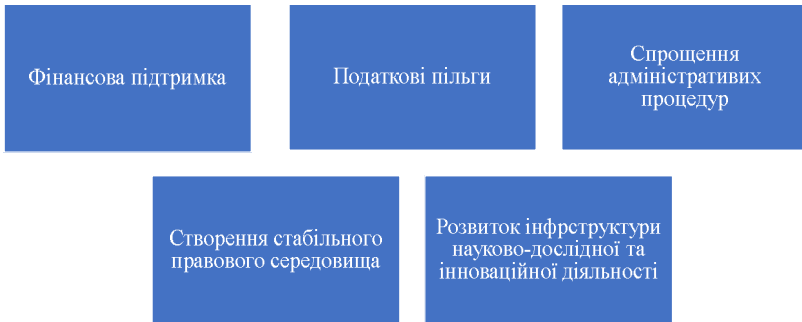 Фінансова підтримка
Податкові пільги
Спрощення
адміністративих
процедур
Створення стабільного
правового середовища
Розвиток інфрструктури
науково-дослідної та
інноваційної діяльності